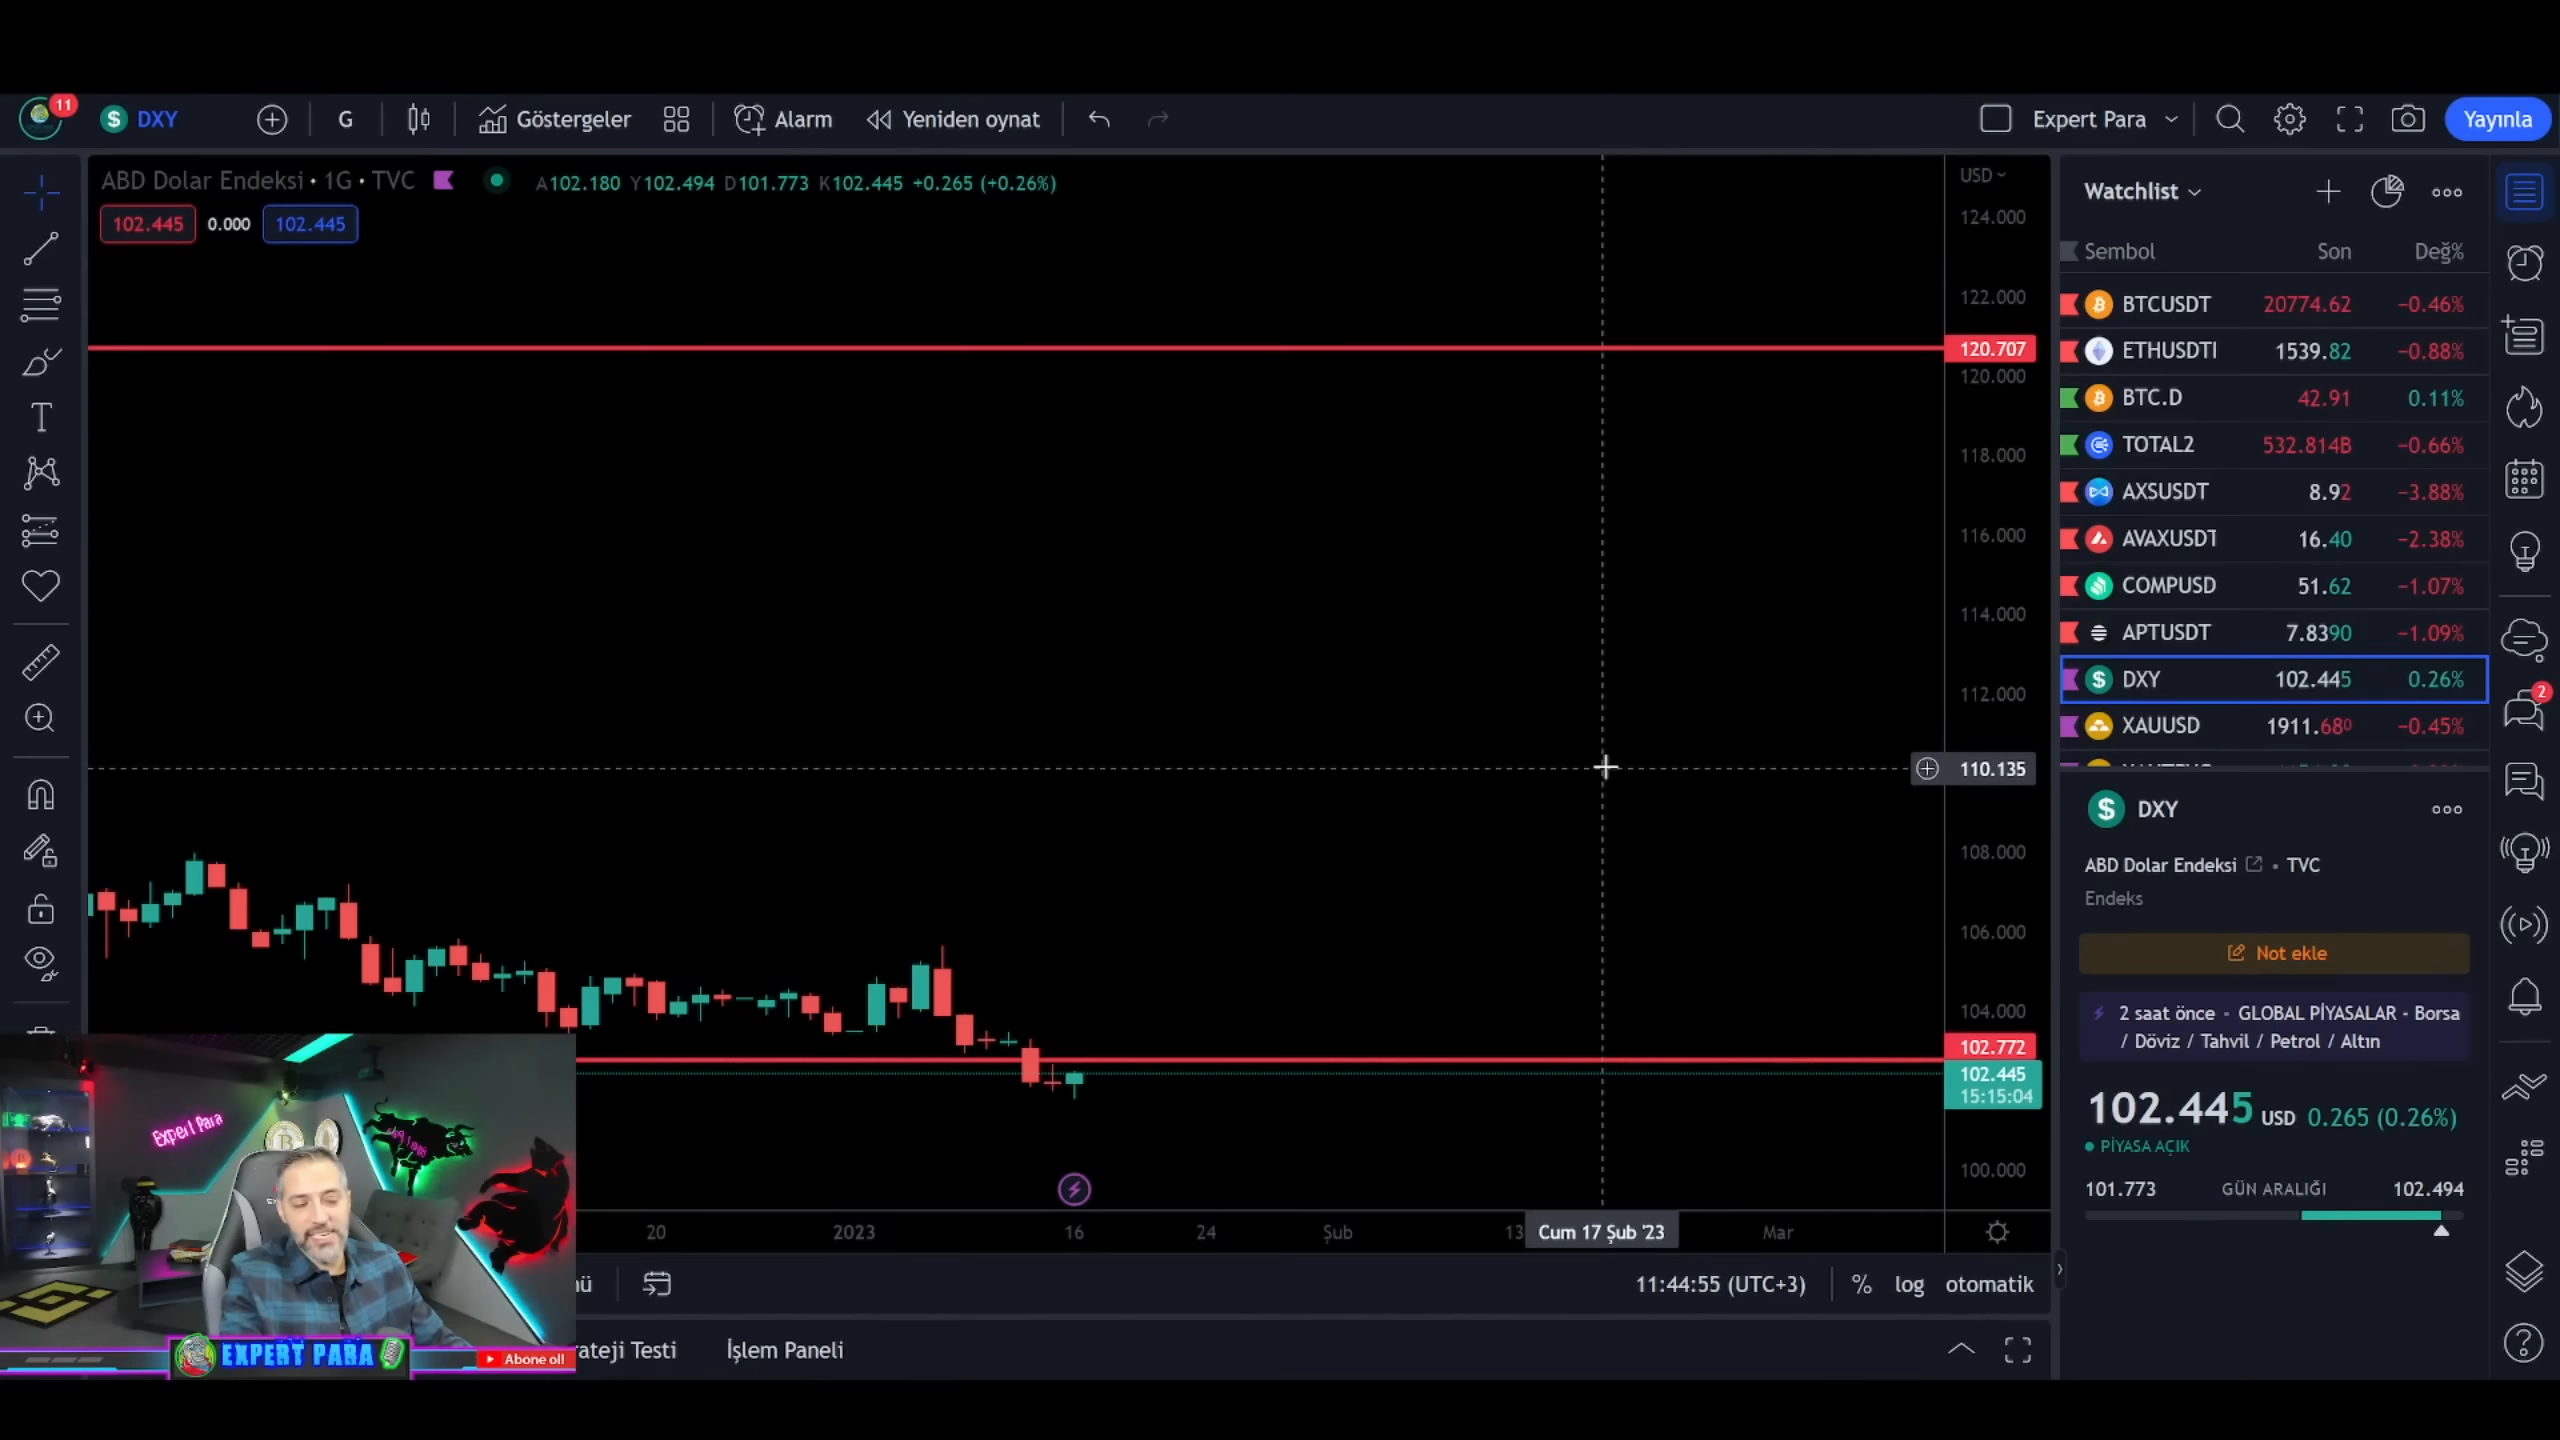 11
DXY
G
Göstergeler
Alarm
Yeniden oynat
Expert Para
Yayınla
ABD Dolar Endeksi • 1G • TVC
A102.180 Y102.494 D101.773 K102.445 +0.265 (+0.26%)
102.445 0.000 102.445
USD
124.000
122.000
120.707
120.000
118.000
116.000
114.000
112.000
110.135
108.000
106.000
104.000
102.772
102.445
15:15:04
100.000
20 2023 16 24 Şub 13 Cum 17 Şub '23 Mar
11:44:55 (UTC+3) % log otomatik
İşlem Paneli
Testi
Watchlist
Sembol Son Değ%
BTCUSDT 20774.62 −0.46%
ETHUSDT 1539.82 −0.88%
BTC.D 42.91 0.11%
TOTAL2 532.814B −0.66%
AXSUSDT 8.92 −3.88%
AVAXUSDT 16.40 −2.38%
COMPUSD 51.62 −1.07%
APTUSDT 7.8390 −1.09%
DXY 102.445 0.26%
XAUUSD 1911.680 −0.45%
DXY
ABD Dolar Endeksi • TVC
Endeks
Not ekle
2 saat önce • GLOBAL PİYASALAR - Borsa
/ Döviz / Tahvil / Petrol / Altın
102.445 USD 0.265 (0.26%)
PİYASA AÇIK
101.773 GÜN ARALIĞI 102.494
2
Expert Para
EXPERT PARA
Abone oll